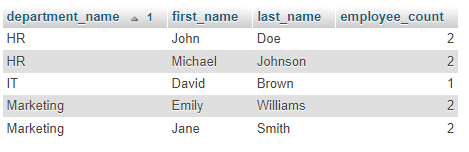 department_name 1 first_name last_name employee_count
HR John Doe 2
HR Michael Johnson 2
IT David Brown 1
Marketing Emily Williams 2
Marketing Jane Smith 2